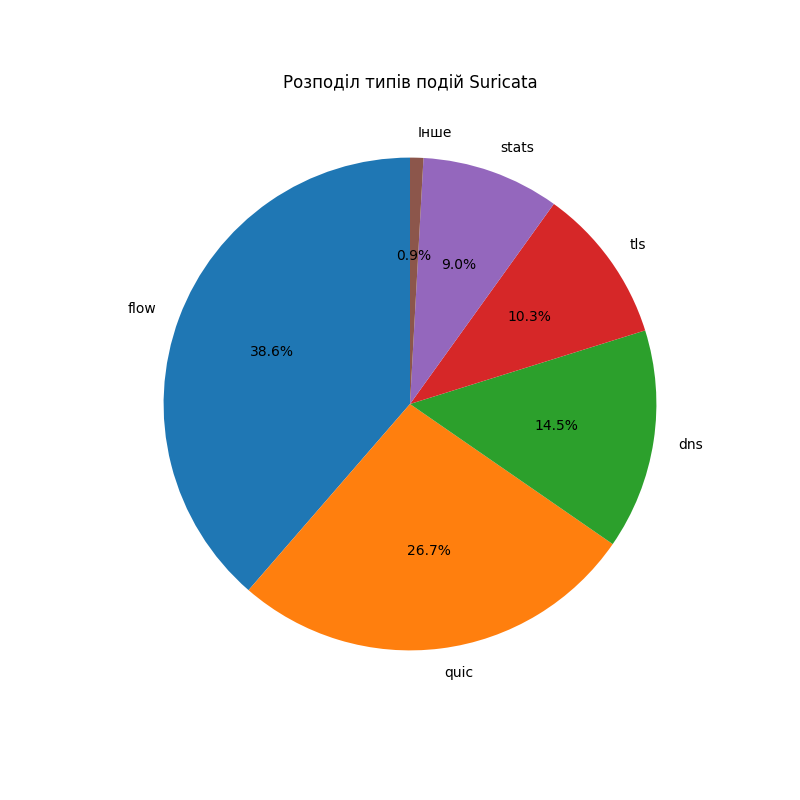 Розподіл типів подій Suricata
Інше
stats
tls
flow
0.9%
9.0%
10.3%
38.6%
14.5%
dns
26.7%
quic